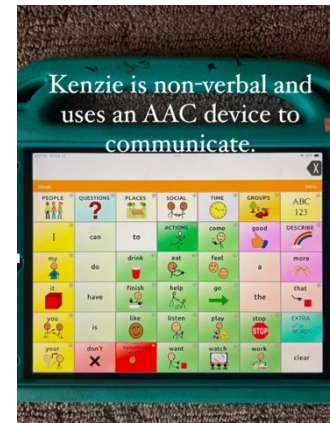 Kenzie is non-verbal and
uses an AAC device to
communicate.
PEOPLE QUESTIONS PLACES SOCIAL TIME GROUPS ABC
123
I can to ACTIONS come good DESCRIBE
my do drink eat feel a more
it have finish help go the that
you is like listen play stop EXTRA
WORDS
your don't want watch work clear